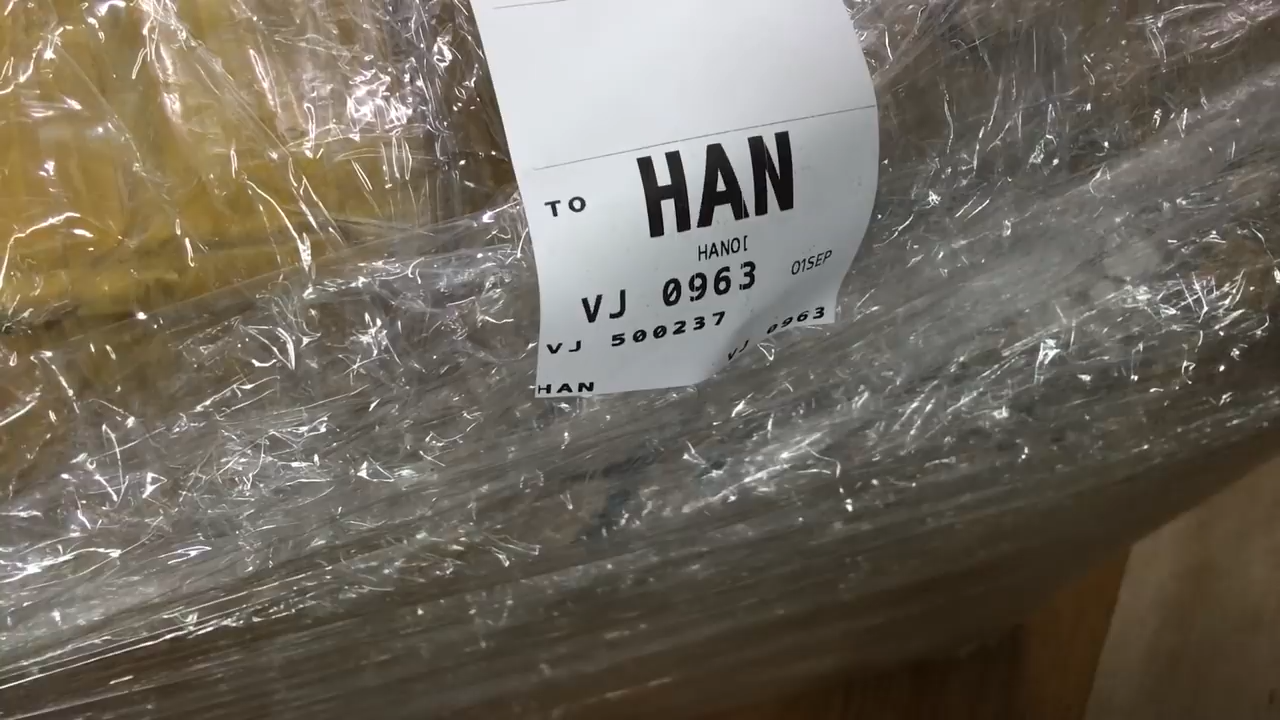 TO HAN
HANOI
VJ 0963 01SEP
VJ 500237 VJ 0963
HAN